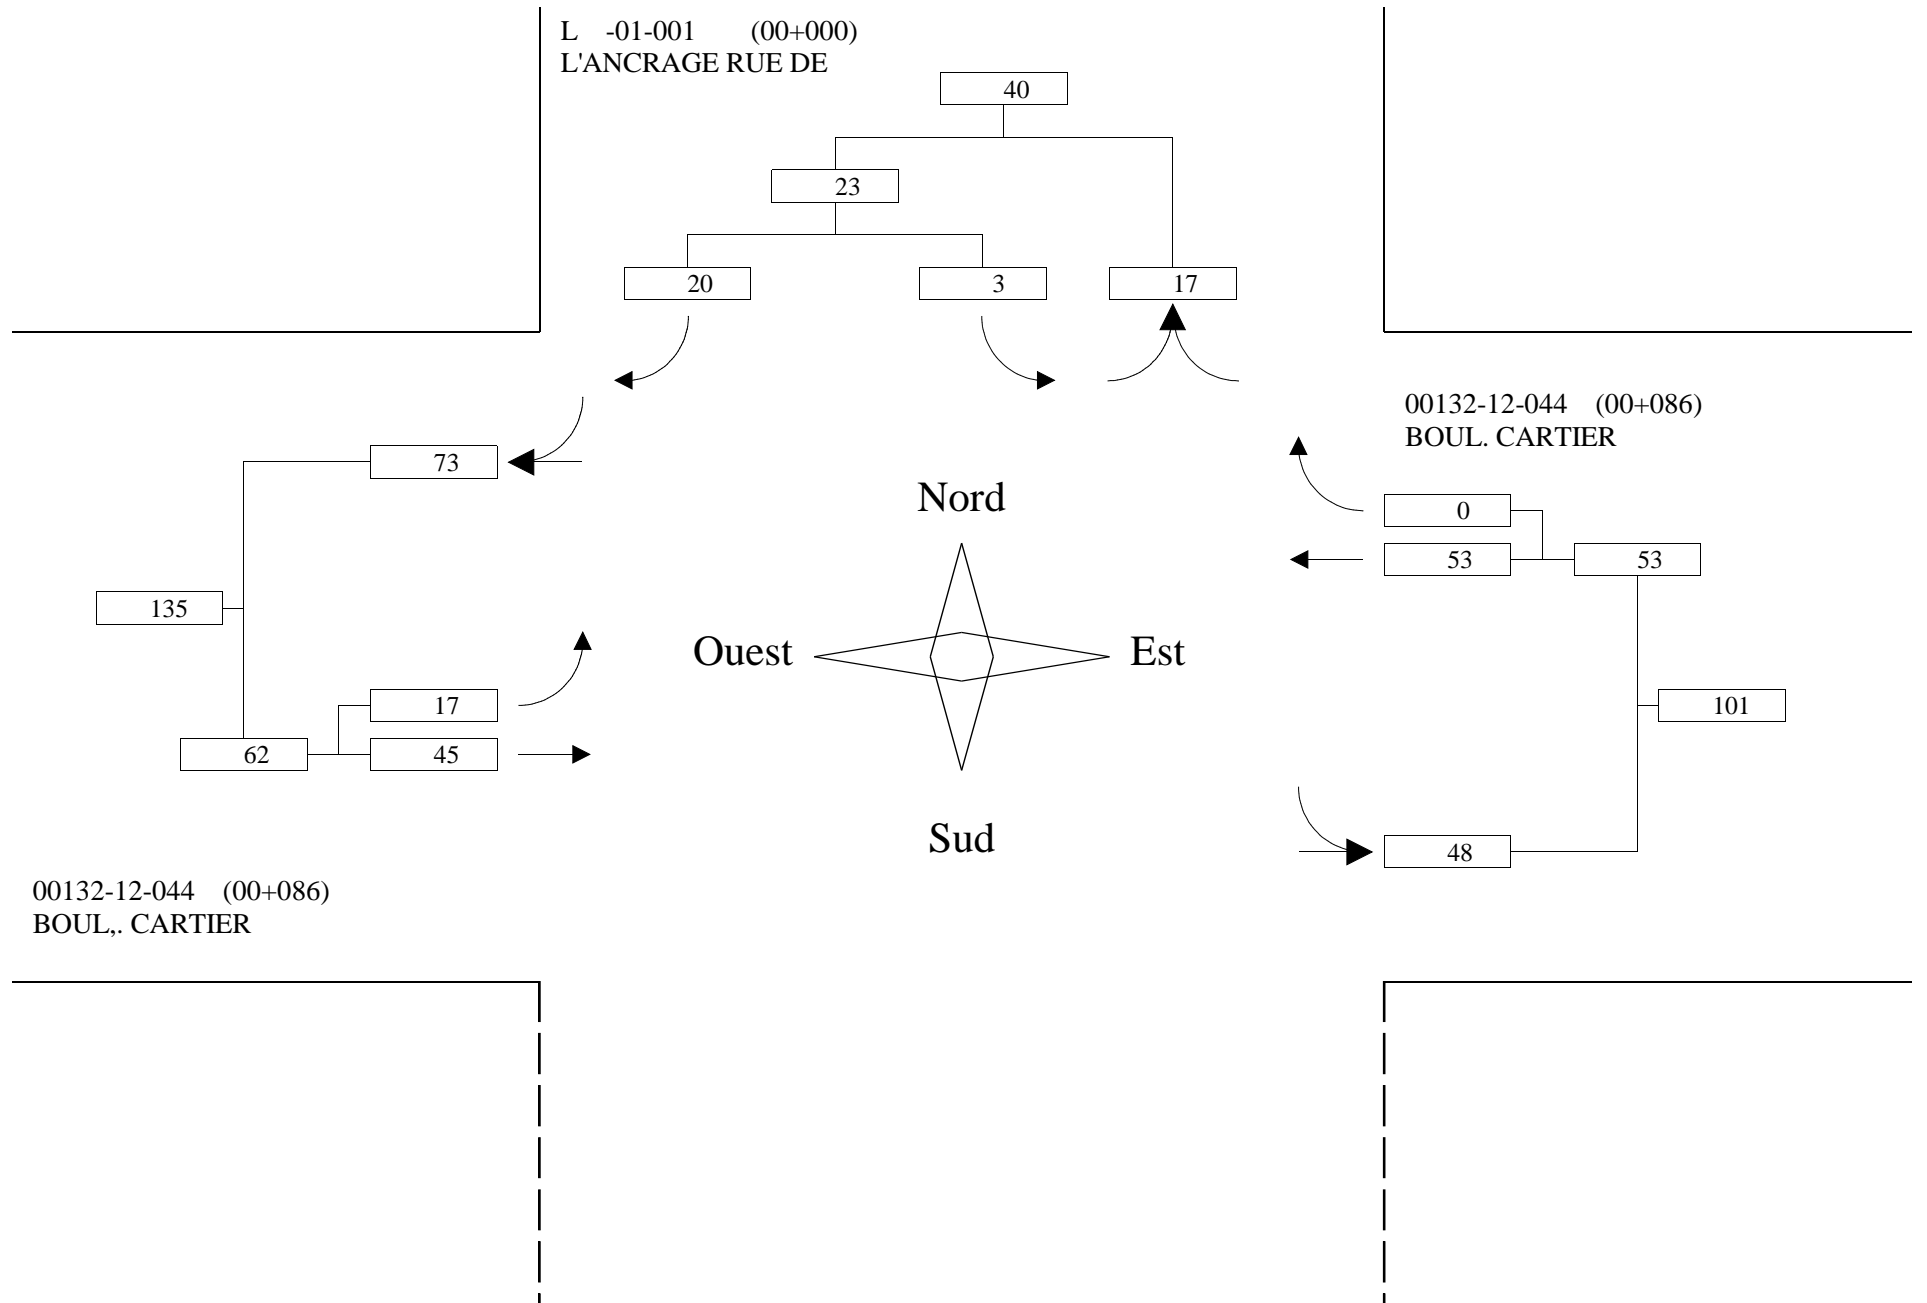 L -01-001 (00+000)
L'ANCRAGE RUE DE
40
23
20 3 17
00132-12-044 (00+086)
BOUL. CARTIER
73
Nord
0
53 53
135
Ouest Est
17 101
62 45
Sud
48
00132-12-044 (00+086)
BOUL,. CARTIER